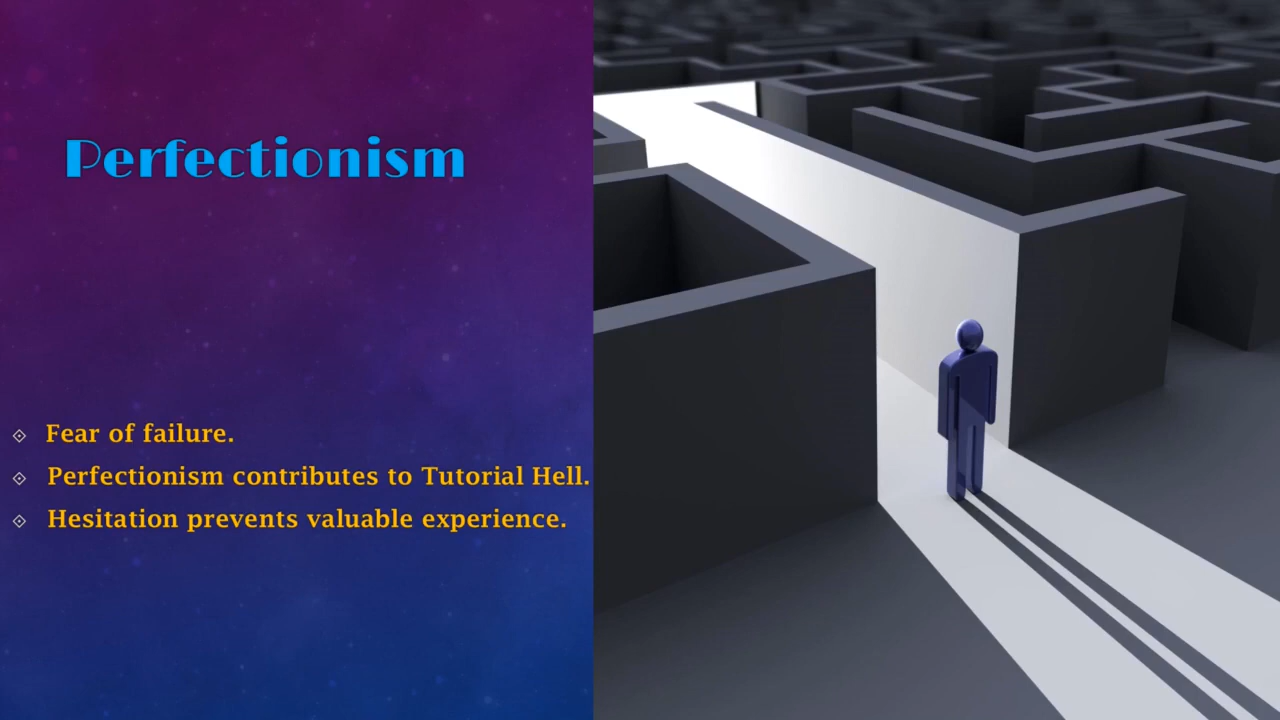 Perfectionism
Fear of failure.
Perfectionism contributes to Tutorial Hell.
Hesitation prevents valuable experience.